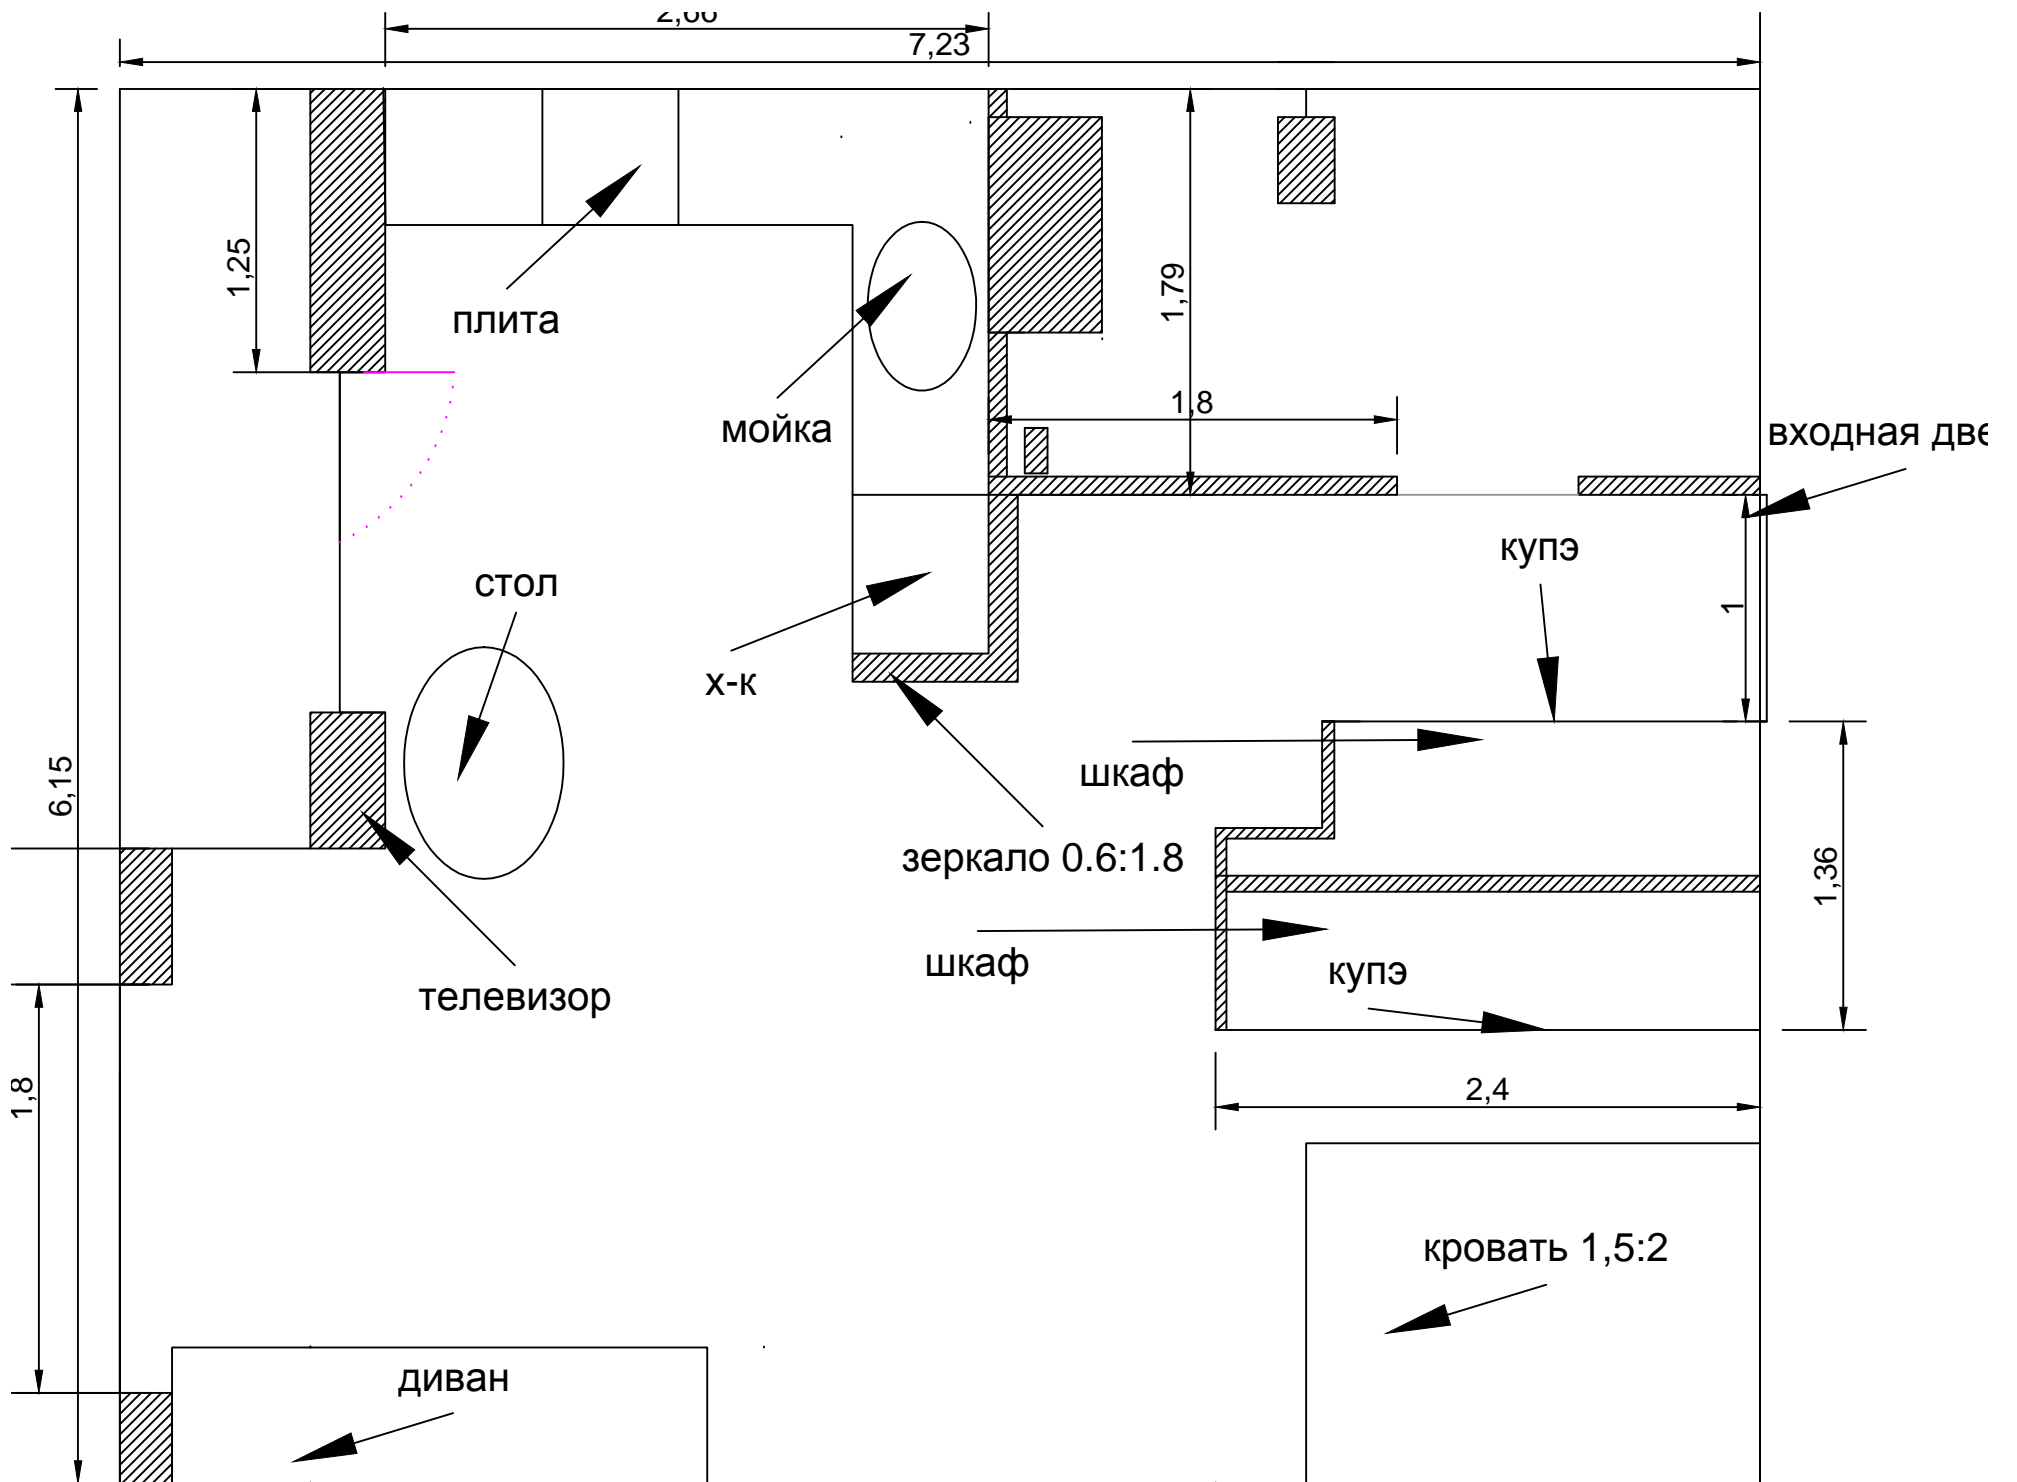 7,23
1,25
плита
1,79
мойка
1,8
купэ
стол
1
х-к
шкаф
6,15
зеркало 0.6:1.8
1,36
шкаф
купэ
телевизор
1,8
2,4
кровать 1,5:2
диван
входная